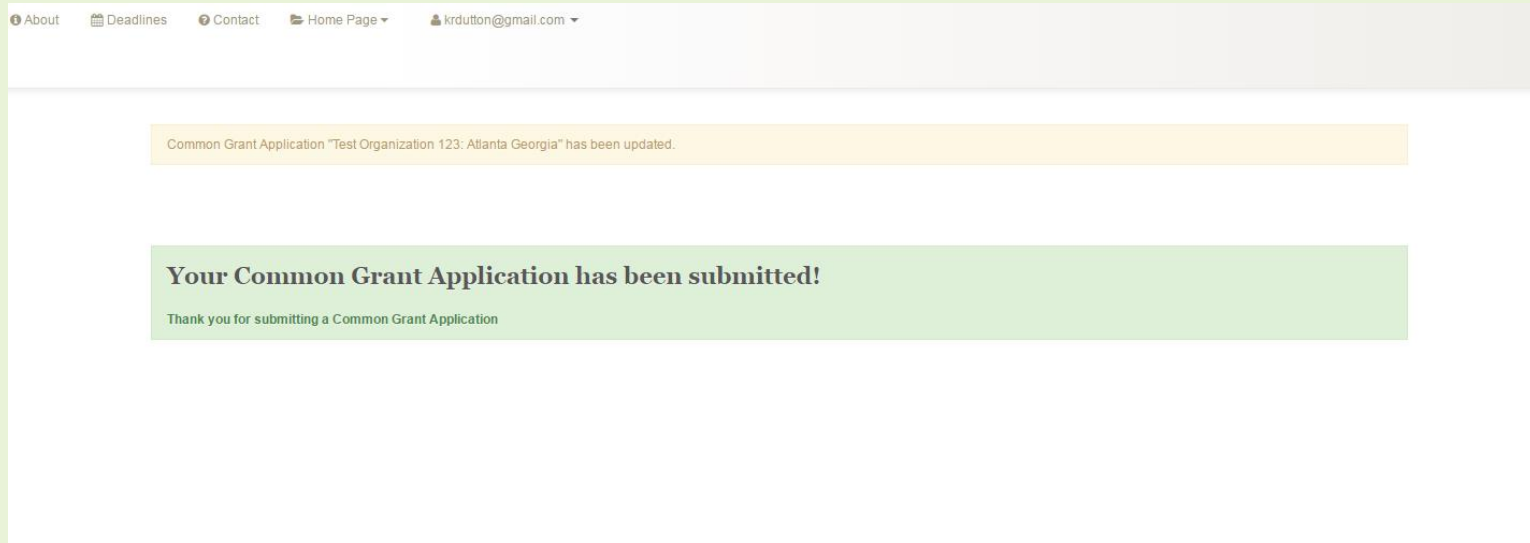 About Deadlines Contact Home Page krdutton@gmail.com
Common Grant Application "Test Organization 123: Atlanta Georgia" has been updated.
Your Common Grant Application has been submitted!
Thank you for submitting a Common Grant Application